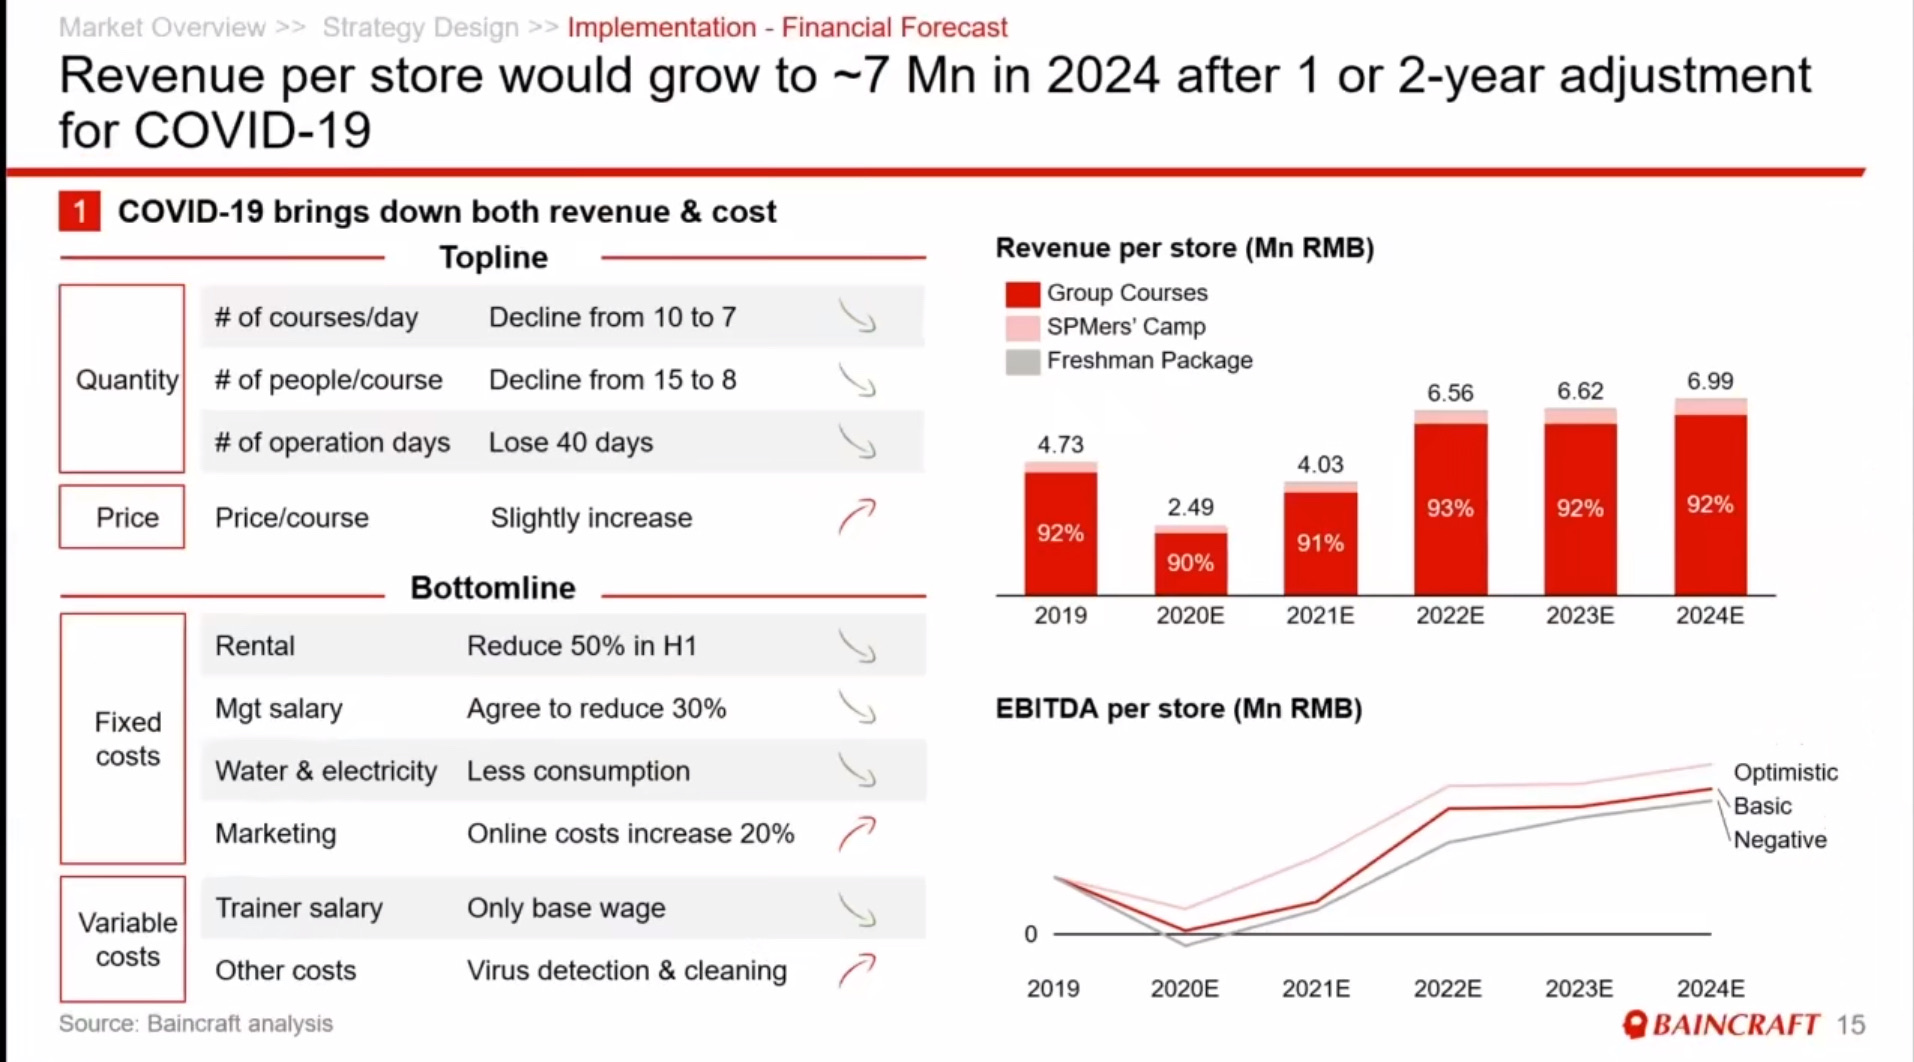 Market Overview >> Strategy Design >> Implementation - Financial Forecast
Revenue per store would grow to ~7 Mn in 2024 after 1 or 2-year adjustment
for COVID-19
1 COVID-19 brings down both revenue & cost
Topline
Quantity
# of courses/day Decline from 10 to 7
# of people/course Decline from 15 to 8
# of operation days Lose 40 days
Price
Price/course Slightly increase
Bottomline
Fixed
costs
Rental Reduce 50% in H1
Mgt salary Agree to reduce 30%
Water & electricity Less consumption
Marketing Online costs increase 20%
Variable
costs
Trainer salary Only base wage
Other costs Virus detection & cleaning
Source: Baincraft analysis
Revenue per store (Mn RMB)
Group Courses
SPMers' Camp
Freshman Package
4.73 2.49 4.03 6.56 6.62 6.99
92% 90% 91% 93% 92% 92%
2019 2020E 2021E 2022E 2023E 2024E
EBITDA per store (Mn RMB)
Optimistic
Basic
Negative
0
2019 2020E 2021E 2022E 2023E 2024E
BAINCRAFT 15